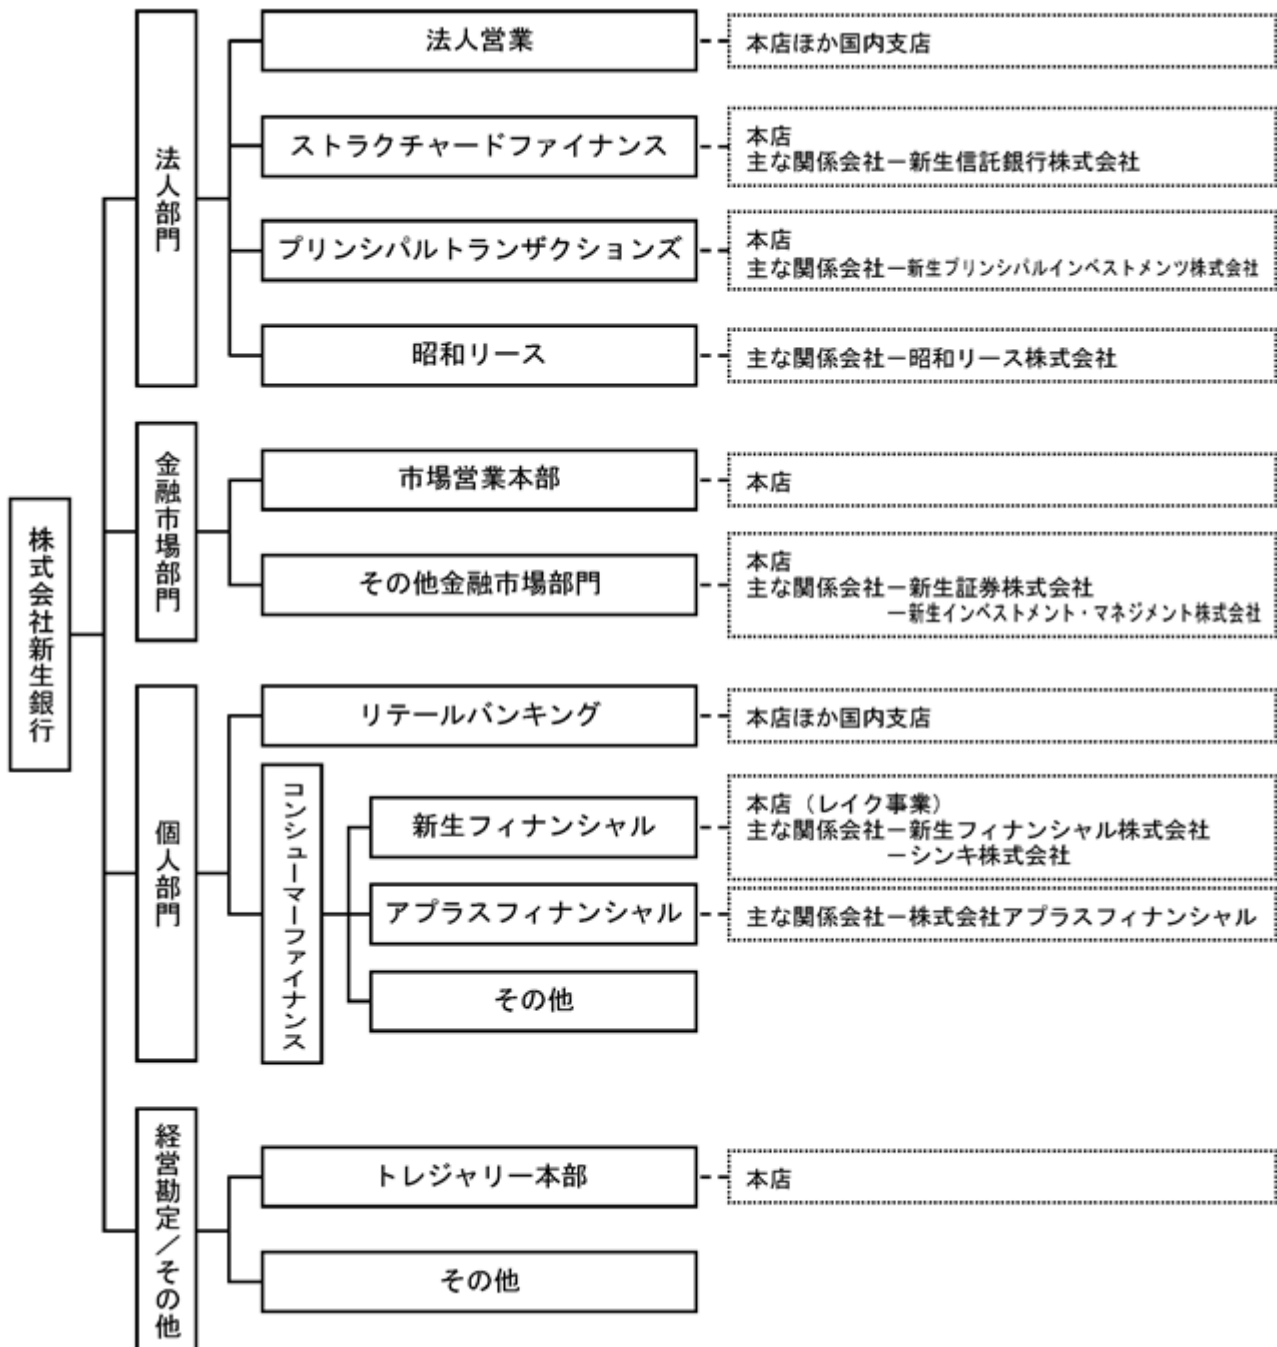 株式会社新生銀行
法人部門
法人営業
本店ほか国内支店
ストラクチャードファイナンス
本店
主な関係会社－新生信託銀行株式会社
プリンシパルトランザクションズ
本店
主な関係会社－新生プリンシパルインベストメンツ株式会社
昭和リース
主な関係会社－昭和リース株式会社
金融市場部門
市場営業本部
本店
その他金融市場部門
本店
主な関係会社－新生証券株式会社
－新生インベストメント・マネジメント株式会社
個人部門
リテールバンキング
本店ほか国内支店
コンシューマーファイナンス
新生フィナンシャル
本店（レイク事業）
主な関係会社－新生フィナンシャル株式会社
－シンキ株式会社
アプラスフィナンシャル
主な関係会社－株式会社アプラスフィナンシャル
その他
経営勘定／その他
トレジャリー本部
本店
その他